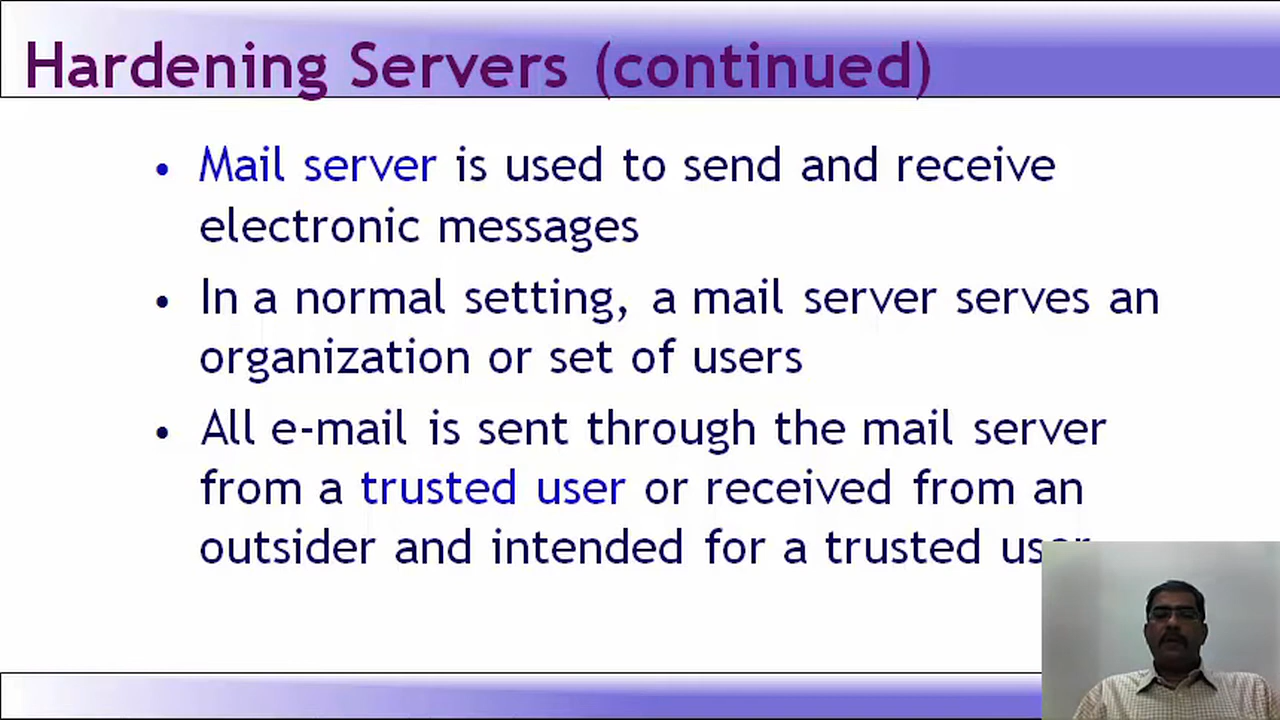 Hardening Servers (continued)
• Mail server is used to send and receive
electronic messages
• In a normal setting, a mail server serves an
organization or set of users
• All e-mail is sent through the mail server
from a trusted user or received from an
outsider and intended for a trusted user